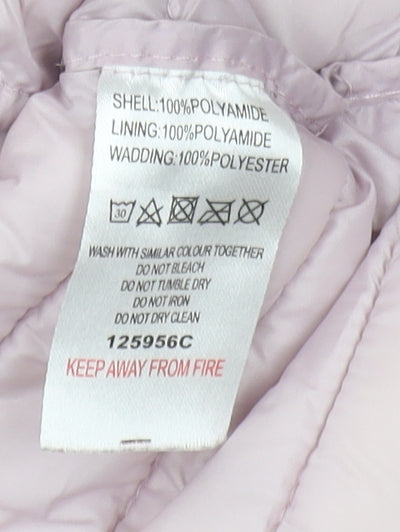 SHELL:100%POLYAMIDE
LINING:100%POLYAMIDE
WADDING:100%POLYESTER
30
WASH WITH SIMILAR COLOUR TOGETHER
DO NOT BLEACH
DO NOT TUMBLE DRY
DO NOT IRON
DO NOT DRY CLEAN
125956C
KEEP AWAY FROM FIRE